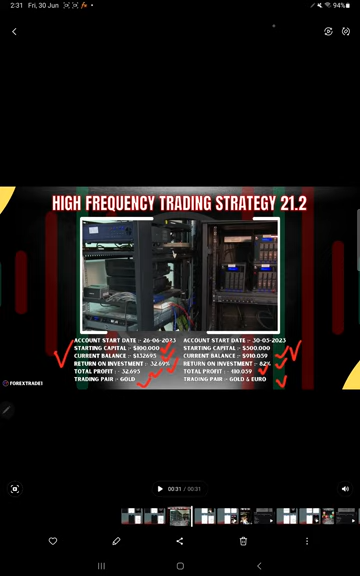 2:31 Fri, 30 Jun
94%
HIGH FREQUENCY TRADING STRATEGY 21.2
ACCOUNT START DATE :- 26-06-2023
STARTING CAPITAL :- $100.000
CURRENT BALANCE :- $132695
RETURN ON INVESTMENT :- 32.69%
TOTAL PROFIT :- 32.695
TRADING PAIR :- GOLD
ACCOUNT START DATE :- 30-05-2023
STARTING CAPITAL :- $500.000
CURRENT BALANCE :- $910.059
RETURN ON INVESTMENT :- 82%
TOTAL PROFIT :- 410.059
TRADING PAIR :- GOLD & EURO
FOREXTRADE1
00:31 / 00:31